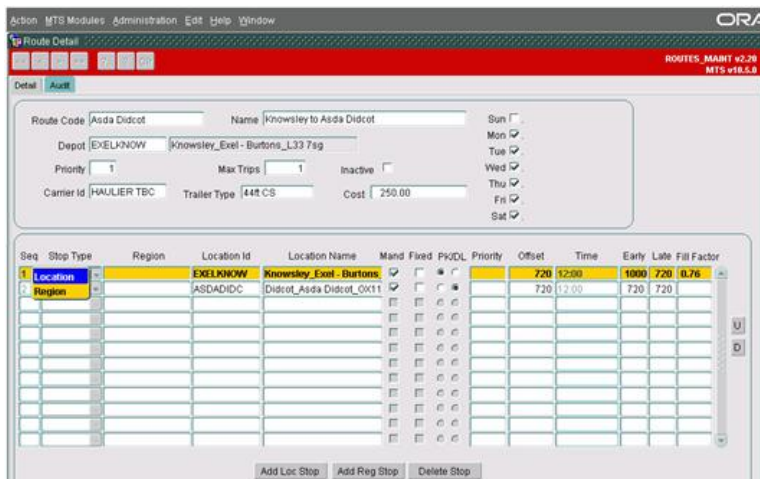 Action MTS Modules Administration Edit Help Window
ORA
Route Detail
ROUTES_MAINT v2.20
MTS v10.5.0
Detail Audit
Route Code Asda Didcot Name Knowsley to Asda Didcot Sun
Mon
Depot EXELKNOW Knowsley_Exel - Burtons_L33 7sg Tue
Priority 1 Max Trips 1 Inactive Wed
Thu
Carrier Id HAULIER TBC Trailer Type 44ft CS Cost 250.00 Fri
Sat
Seq Stop Type Region Location Id Location Name Mand Fixed PK/DL Priority Offset Time Early Late Fill Factor
1 Location EXELKNOW Knowsley_Exel - Burtons_ 720 12:00 1000 720 0.76
2 Region ASDADIDC Didcot_Asda Didcot_OX11 720 12:00 720 720
U
D
Add Loc Stop Add Reg Stop Delete Stop